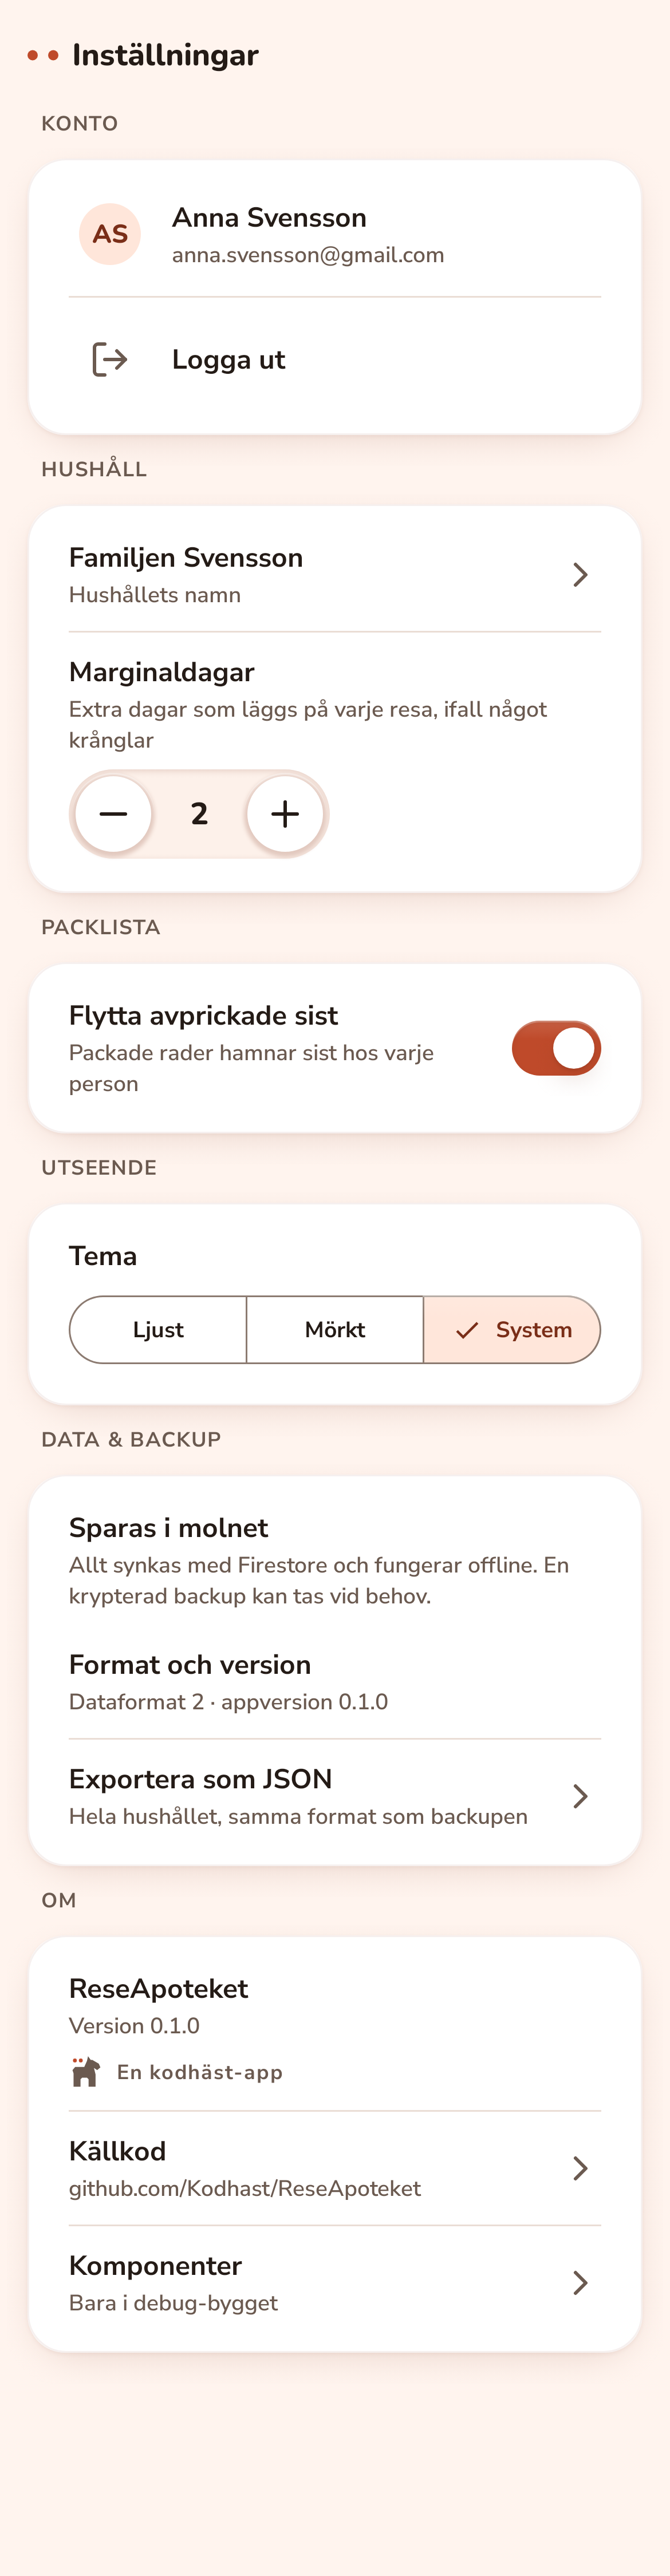 Inställningar
KONTO
AS
Anna Svensson
anna.svensson@gmail.com
Logga ut
HUSHÅLL
Familjen Svensson
Hushållets namn
Marginaldagar
Extra dagar som läggs på varje resa, ifall något
krånglar
2
PACKLISTA
Flytta avprickade sist
Packade rader hamnar sist hos varje
person
UTSEENDE
Tema
Ljust
Mörkt
System
DATA & BACKUP
Sparas i molnet
Allt synkas med Firestore och fungerar offline. En
krypterad backup kan tas vid behov.
Format och version
Dataformat 2 · appversion 0.1.0
Exportera som JSON
Hela hushållet, samma format som backupen
OM
ReseApoteket
Version 0.1.0
En kodhäst-app
Källkod
github.com/Kodhast/ReseApoteket
Komponenter
Bara i debug-bygget